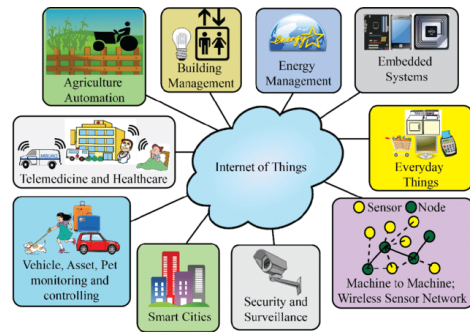 Agriculture
Automation
Building
Management
Energy
Energy
Management
Embedded
Systems
Telemedicine and Healthcare
Internet of Things
Everyday
Things
Sensor
Node
Vehicle, Asset, Pet
monitoring and
controlling
Smart Cities
Security and
Surveillance
Machine to Machine;
Wireless Sensor Network